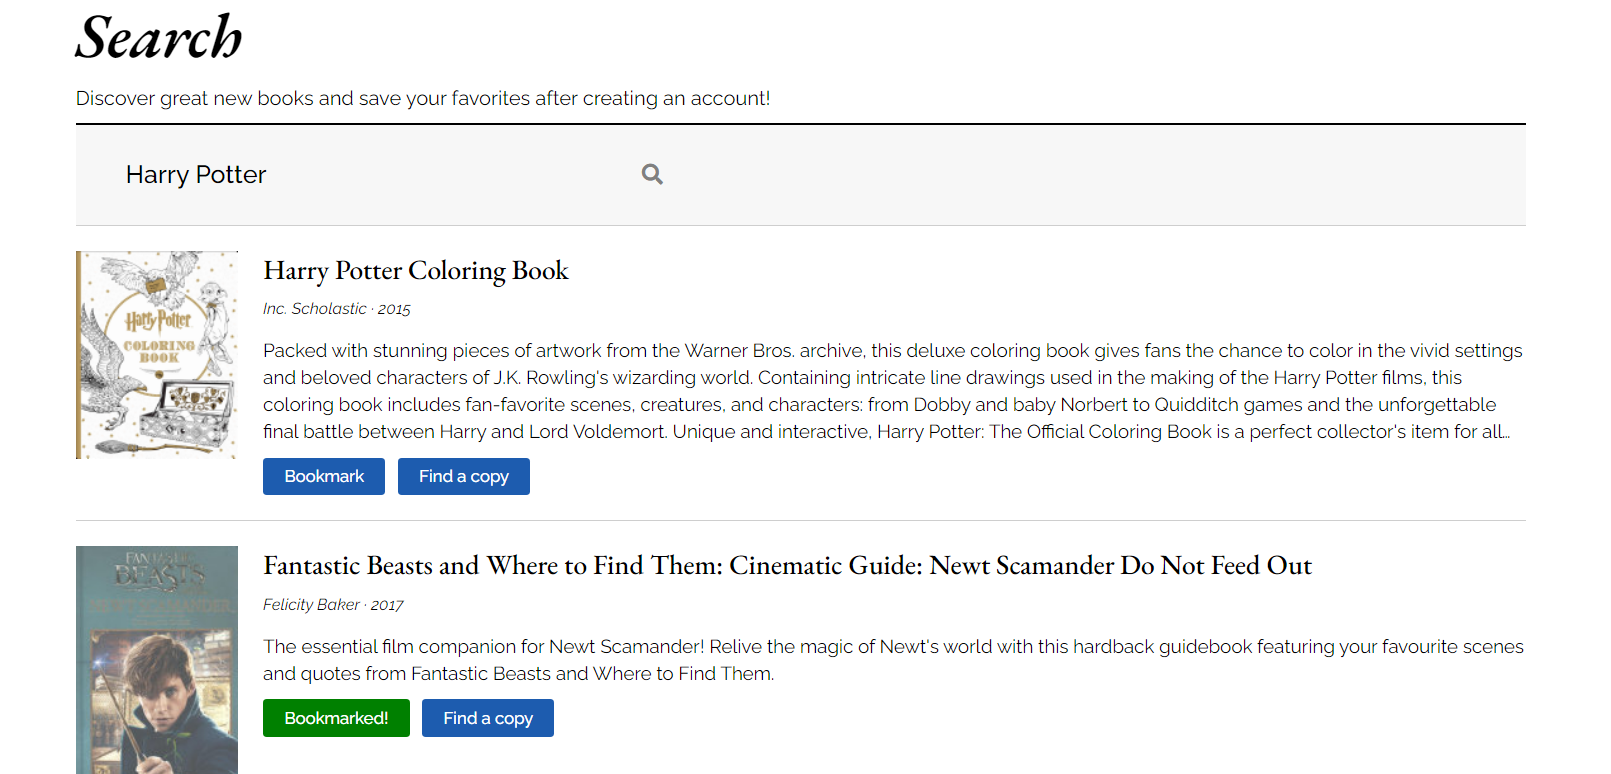 Search
Discover great new books and save your favorites after creating an account!
Harry Potter
Harry Potter
COLORING
BOOK
Harry Potter Coloring Book
Inc. Scholastic · 2015
Packed with stunning pieces of artwork from the Warner Bros. archive, this deluxe coloring book gives fans the chance to color in the vivid settings
and beloved characters of J.K. Rowling's wizarding world. Containing intricate line drawings used in the making of the Harry Potter films, this
coloring book includes fan-favorite scenes, creatures, and characters: from Dobby and baby Norbert to Quidditch games and the unforgettable
final battle between Harry and Lord Voldemort. Unique and interactive, Harry Potter: The Official Coloring Book is a perfect collector's item for all…
Bookmark
Find a copy
FANTASTIC
BEASTS
NEWT SCAMANDER
Fantastic Beasts and Where to Find Them: Cinematic Guide: Newt Scamander Do Not Feed Out
Felicity Baker · 2017
The essential film companion for Newt Scamander! Relive the magic of Newt's world with this hardback guidebook featuring your favourite scenes
and quotes from Fantastic Beasts and Where to Find Them.
Bookmarked!
Find a copy